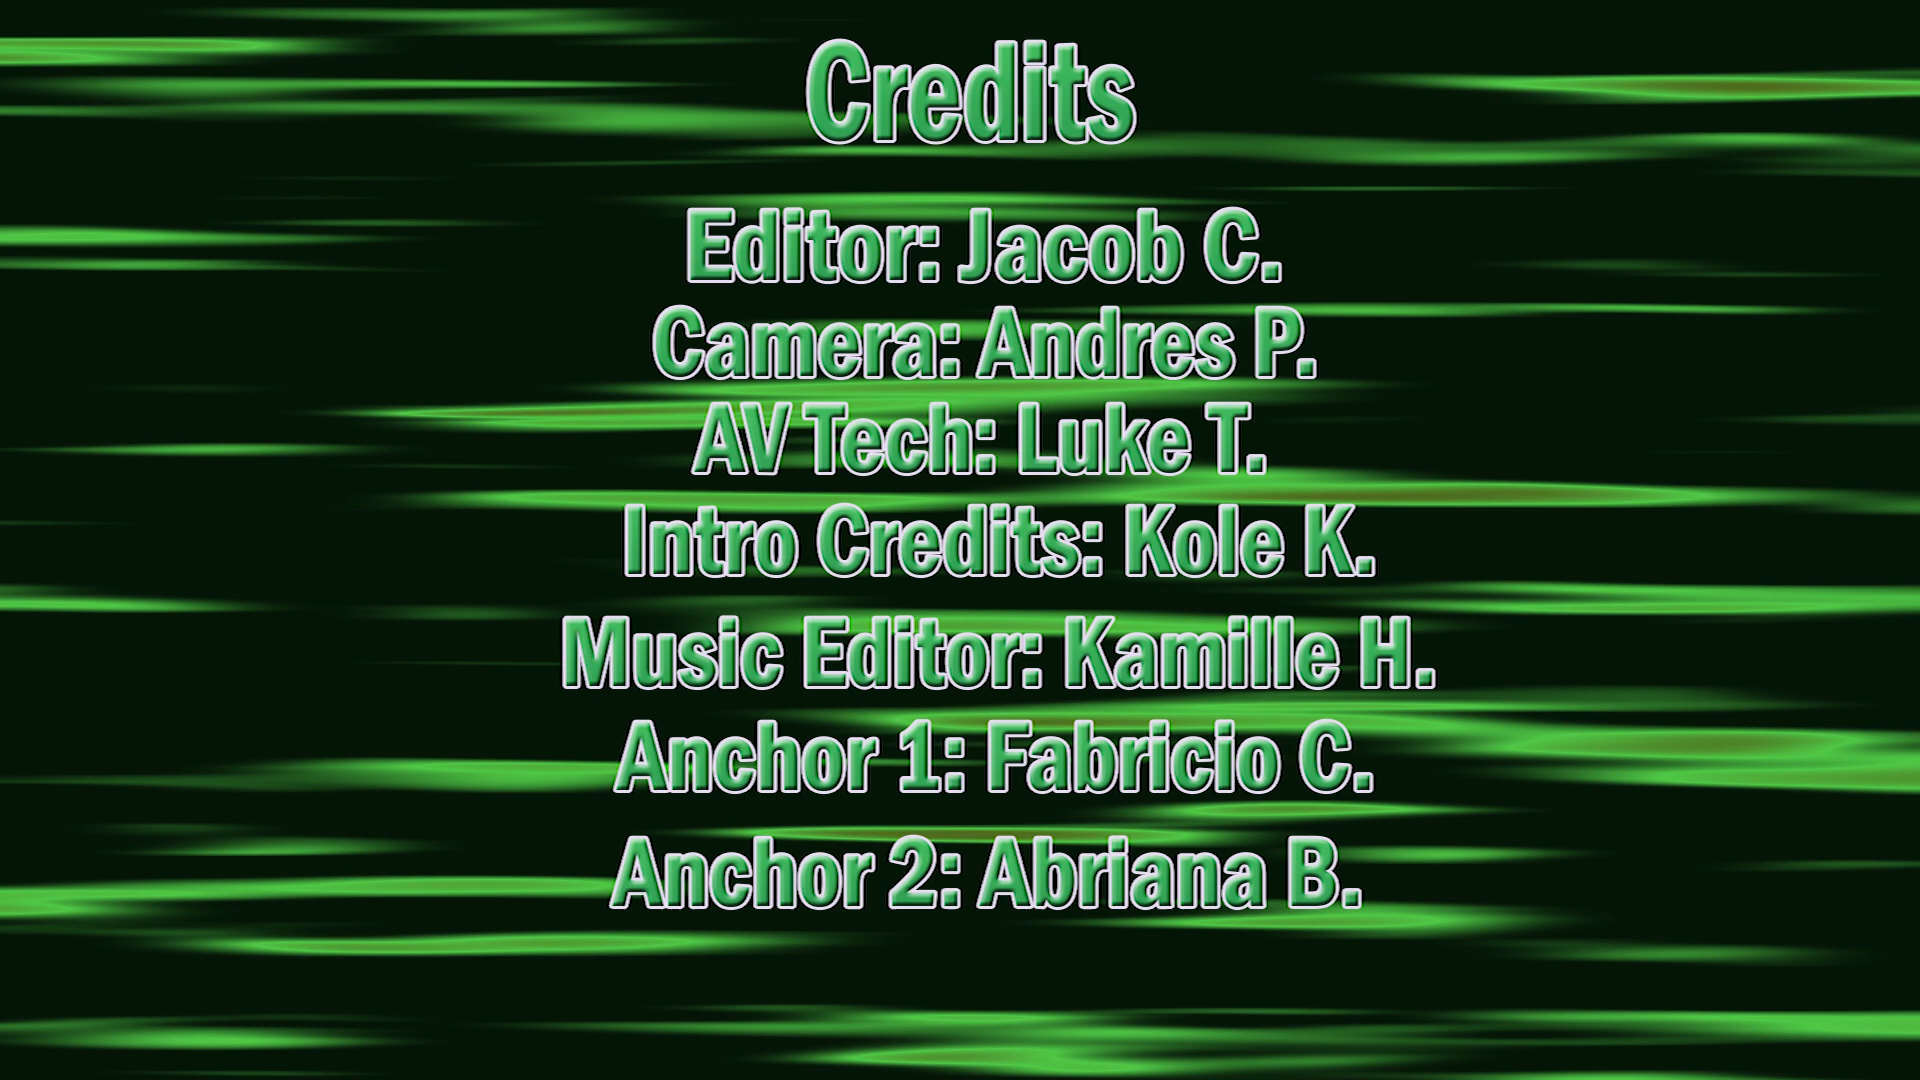 Credits
Editor: Jacob C.
Camera: Andres P.
AV Tech: Luke T.
Intro Credits: Kole K.
Music Editor: Kamille H.
Anchor 1: Fabricio C.
Anchor 2: Abriana B.